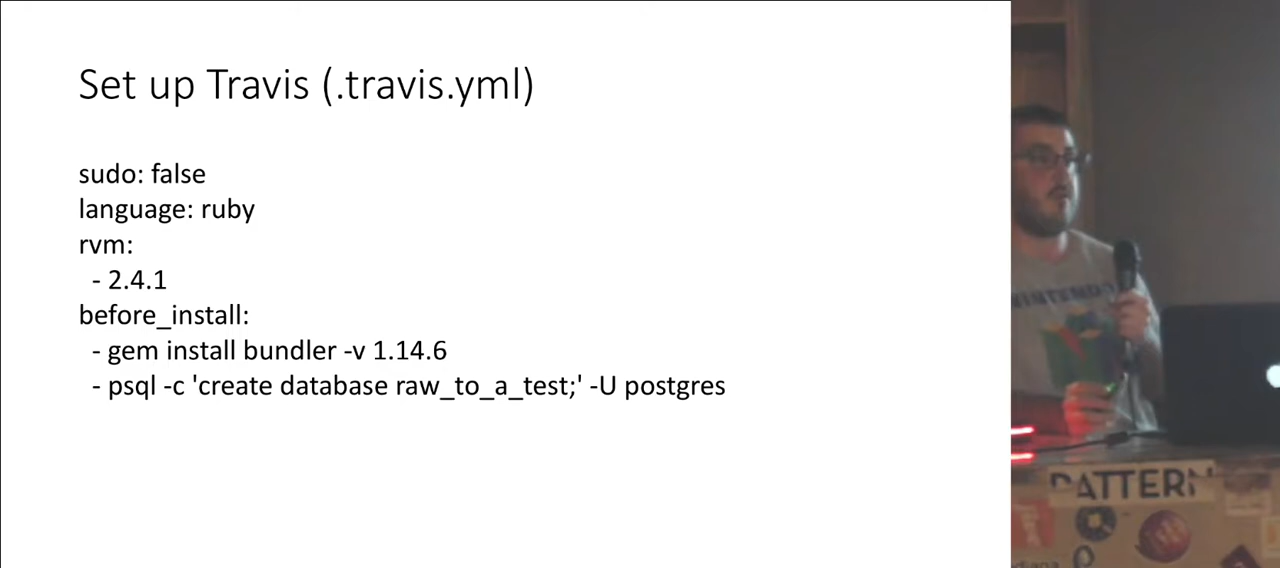 Set up Travis (.travis.yml)
sudo: false
language: ruby
rvm:
- 2.4.1
before_install:
- gem install bundler -v 1.14.6
- psql -c 'create database raw_to_a_test;' -U postgres
NINTENDO
PATTERN